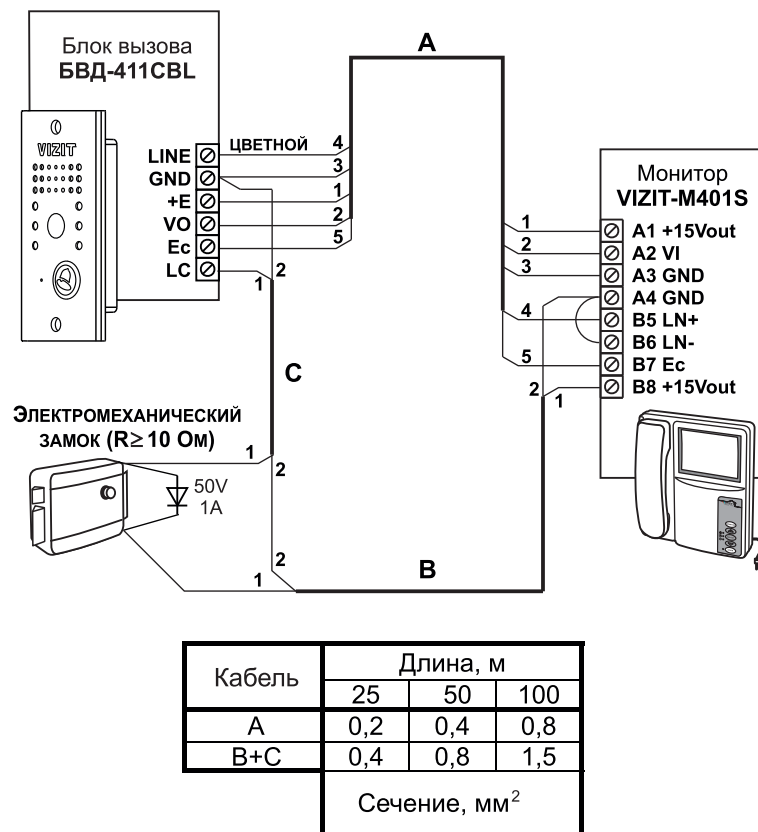 Блок вызова
БВД-411CBL
VIZIT
LINE
GND
+E
VO
Ec
LC
ЦВЕТНОЙ
4
3
1
2
5
1
2
A
Монитор
VIZIT-M401S
1
2
3
4
5
2
1
A1 +15Vout
A2 VI
A3 GND
A4 GND
B5 LN+
B6 LN-
B7 Ec
B8 +15Vout
C
ЭЛЕКТРОМЕХАНИЧЕСКИЙ
ЗАМОК (R≥10 ОМ)
1
2
50V
1A
2
1
B
Кабель
Длина, м
25 50 100
A 0,2 0,4 0,8
B+C 0,4 0,8 1,5
Сечение, мм²